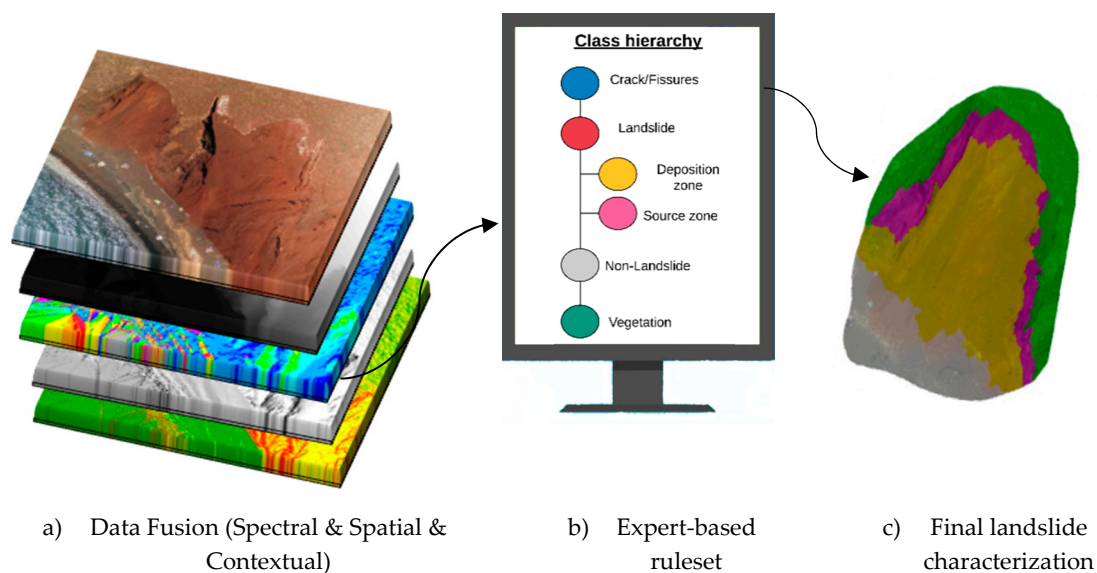 Class hierarchy
Crack/Fissures
Landslide
Deposition
zone
Source zone
Non-Landslide
Vegetation
a) Data Fusion (Spectral & Spatial &
Contextual)
b) Expert-based
ruleset
c) Final landslide
characterization